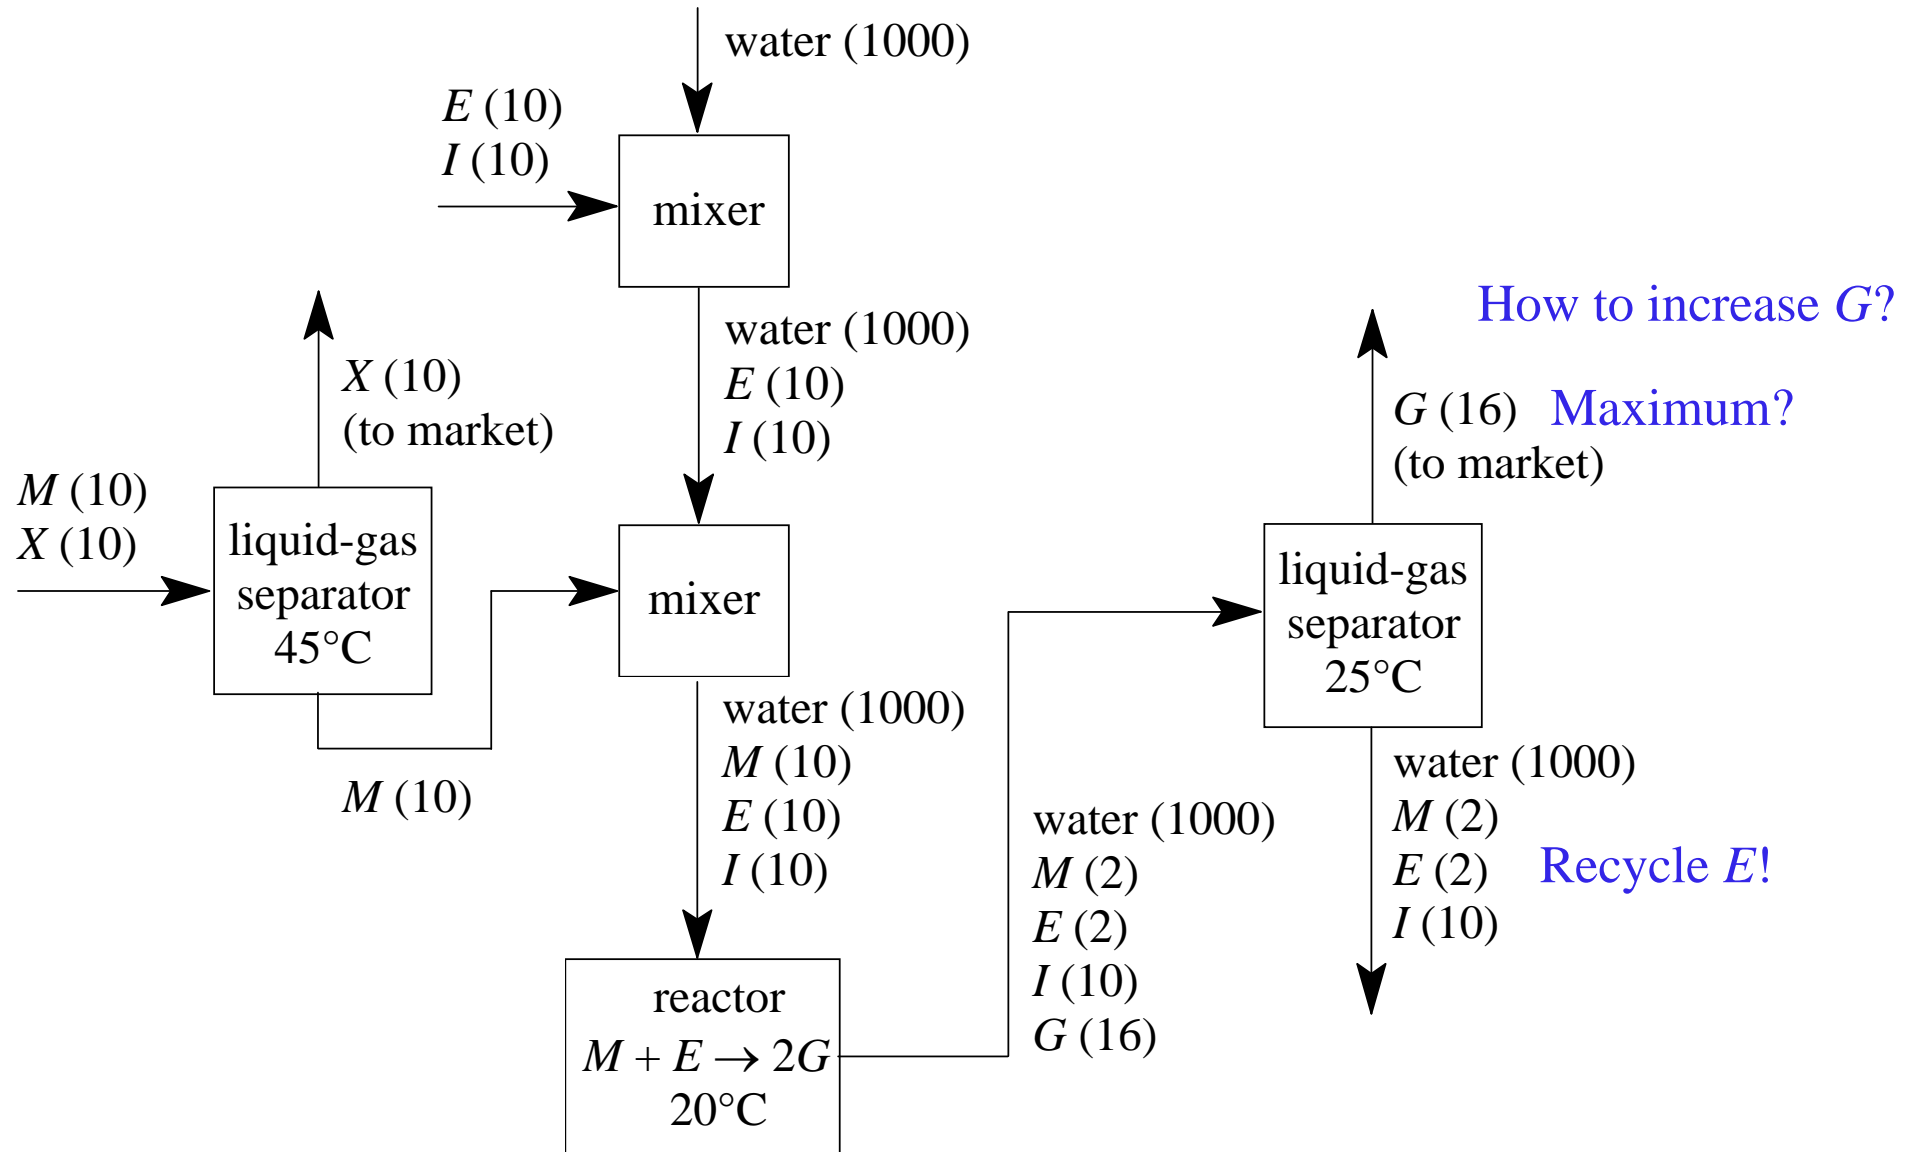 water (1000)
E (10)
I (10)
mixer
water (1000)
E (10)
I (10)
X (10)
(to market)
M (10)
X (10)
liquid-gas
separator
45°C
M (10)
mixer
water (1000)
M (10)
E (10)
I (10)
reactor
M + E → 2G
20°C
water (1000)
M (2)
E (2)
I (10)
G (16)
How to increase G?
G (16) Maximum?
(to market)
liquid-gas
separator
25°C
water (1000)
M (2)
E (2) Recycle E!
I (10)